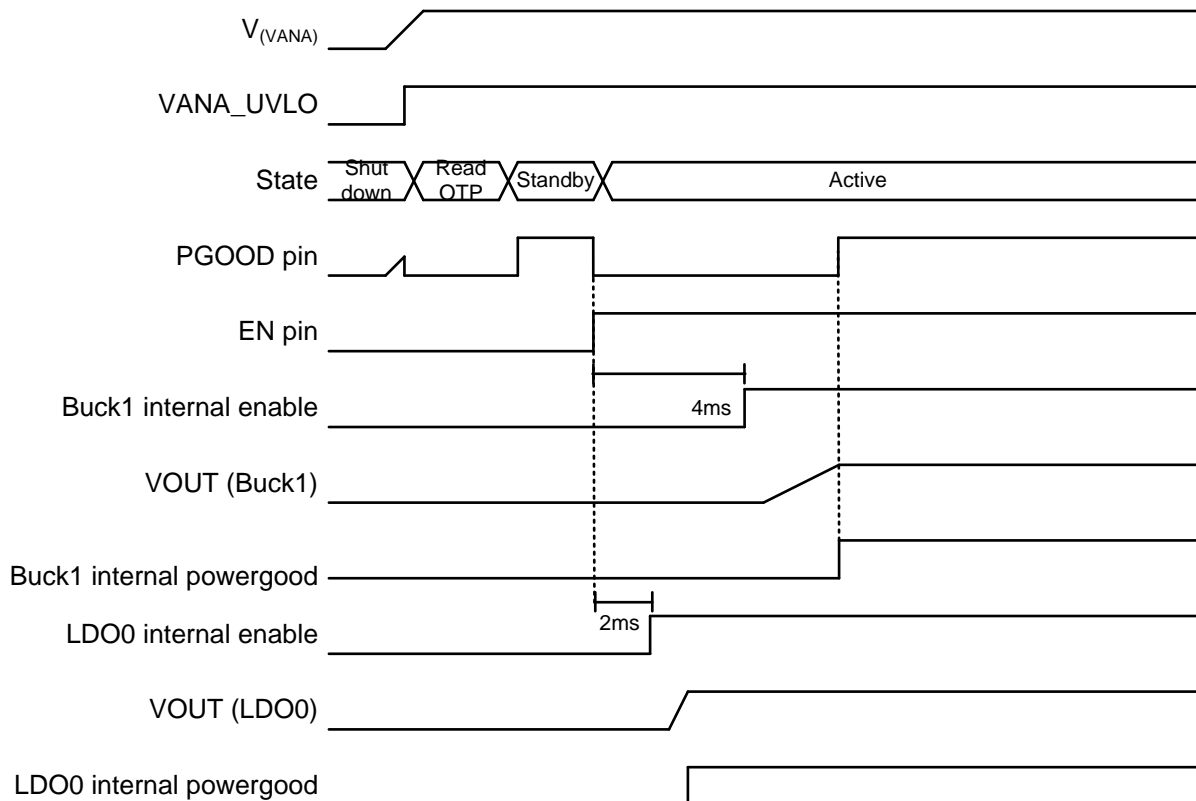 V(VANA)
VANA_UVLO
State
Shut
down
Read
OTP
Standby
Active
PGOOD pin
EN pin
Buck1 internal enable
4ms
VOUT (Buck1)
Buck1 internal powergood
2ms
LDO0 internal enable
VOUT (LDO0)
LDO0 internal powergood